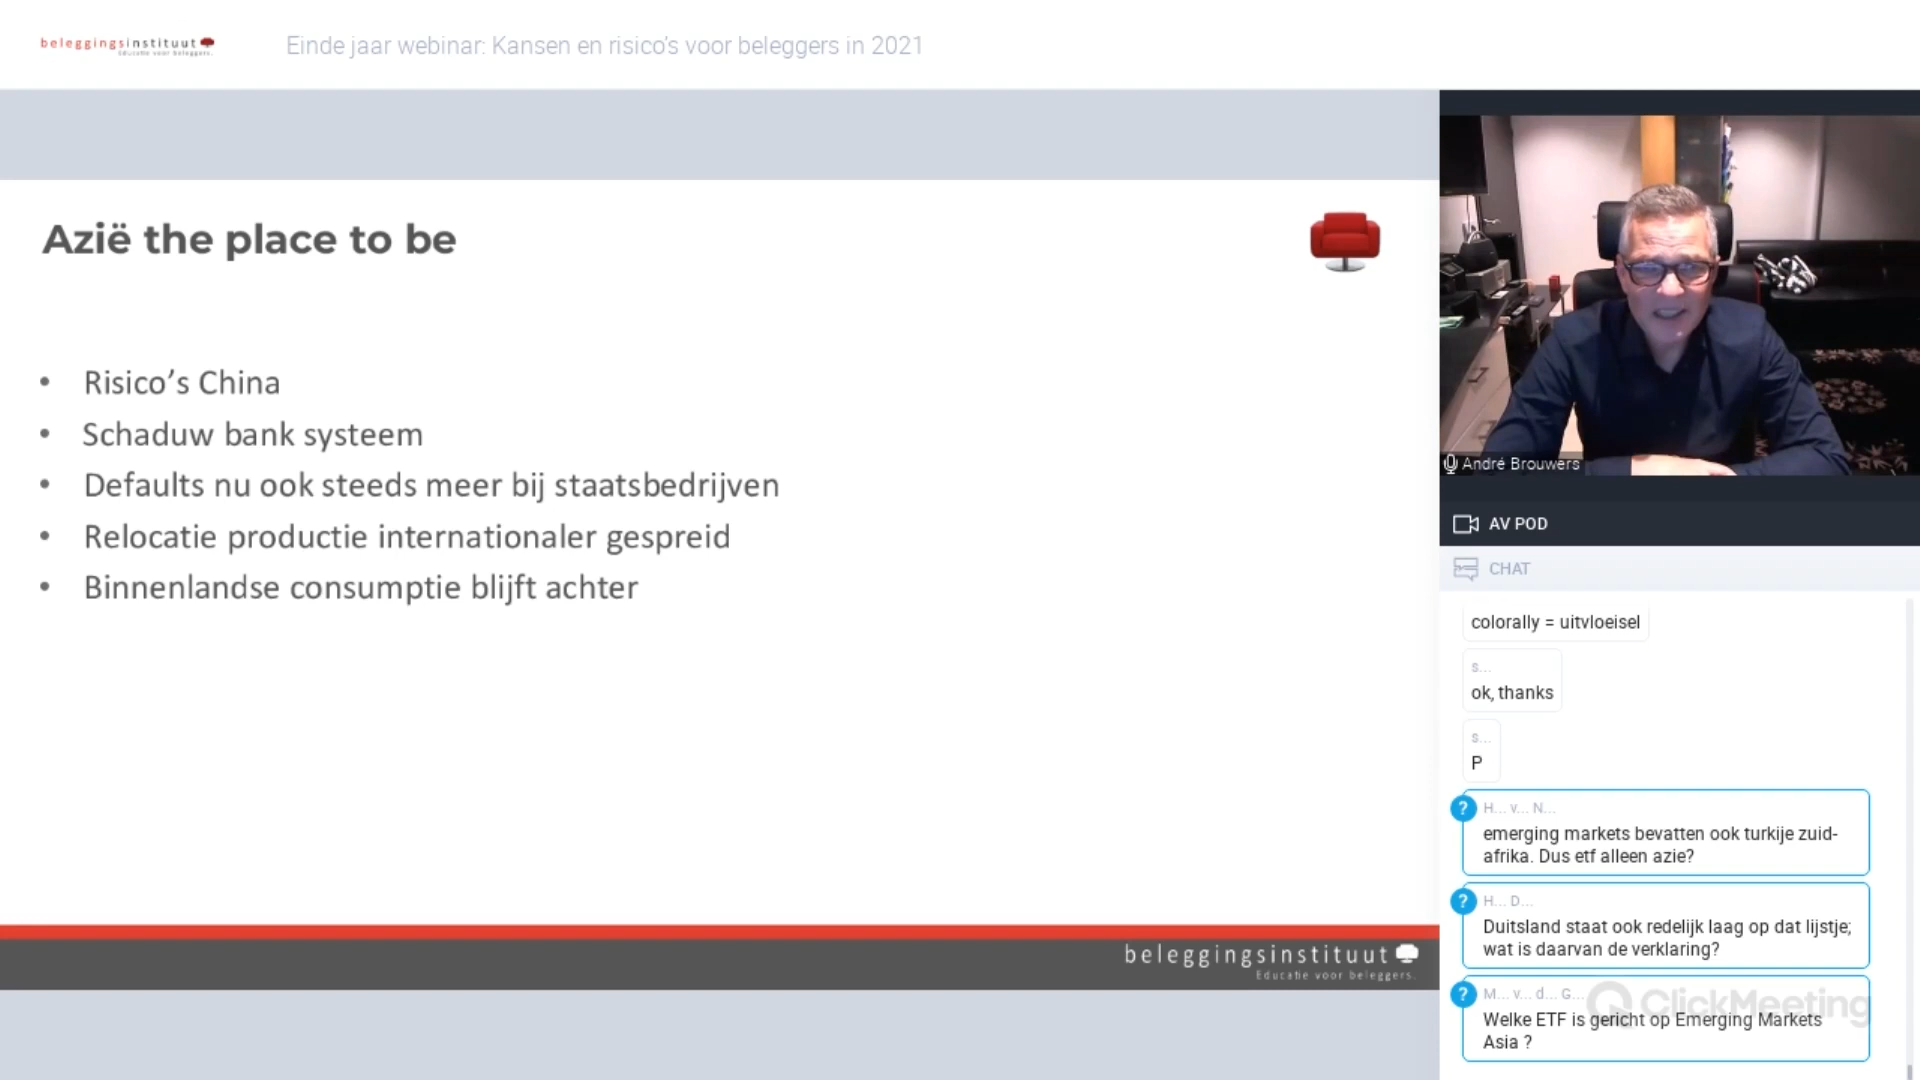 beleggingsinstituut
Educatie voor beleggers.
Einde jaar webinar: Kansen en risico's voor beleggers in 2021
Azië the place to be
• Risico’s China
• Schaduw bank systeem
• Defaults nu ook steeds meer bij staatsbedrijven
• Relocatie productie internationaler gespreid
• Binnenlandse consumptie blijft achter
beleggingsinstituut
Educatie voor beleggers.
André Brouwers
AV POD
CHAT
colorally = uitvloeisel
s...
ok, thanks
s...
P
? H... v... N...
emerging markets bevatten ook turkije zuid-
afrika. Dus etf alleen azie?
? H... D...
Duitsland staat ook redelijk laag op dat lijstje;
wat is daarvan de verklaring?
? M... v... d... G...
Welke ETF is gericht op Emerging Markets
Asia ?
ClickMeeting